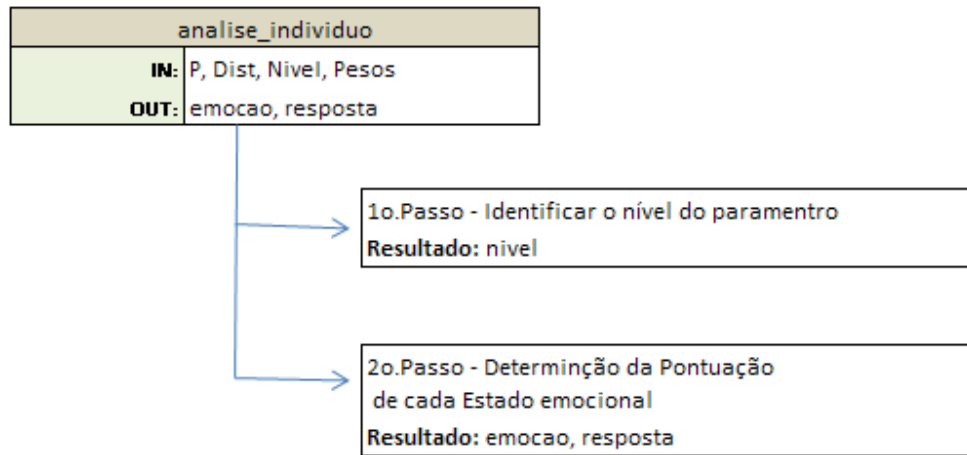 analise_individuo
IN: P, Dist, Nivel, Pesos
OUT: emocao, resposta
1o.Passo - Identificar o nível do paramentro
Resultado: nivel
2o.Passo - Determinção da Pontuação
de cada Estado emocional
Resultado: emocao, resposta